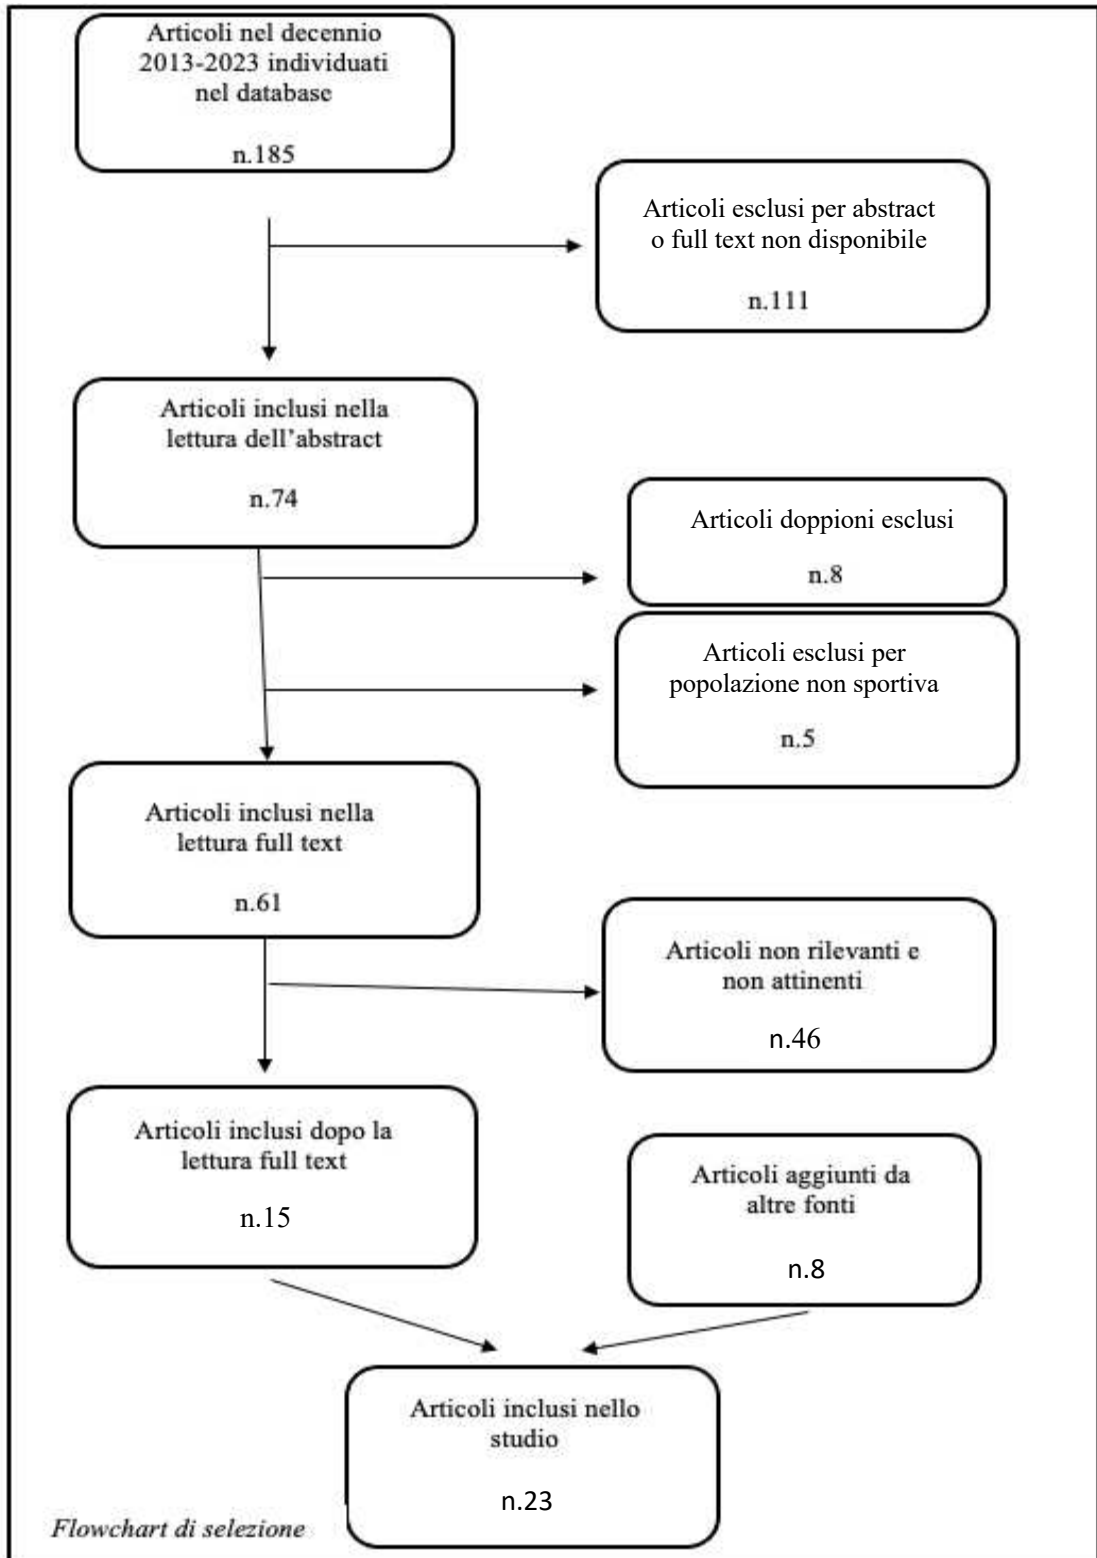 Articoli nel decennio
2013-2023 individuati
nel database
n.185
Articoli esclusi per abstract
o full text non disponibile
n.111
Articoli inclusi nella
lettura dell'abstract
n.74
Articoli doppioni esclusi
n.8
Articoli esclusi per
popolazione non sportiva
n.5
Articoli inclusi nella
lettura full text
n.61
Articoli non rilevanti e
non attinenti
n.46
Articoli inclusi dopo la
lettura full text
n.15
Articoli aggiunti da
altre fonti
n.8
Articoli inclusi nello
studio
n.23
Flowchart di selezione